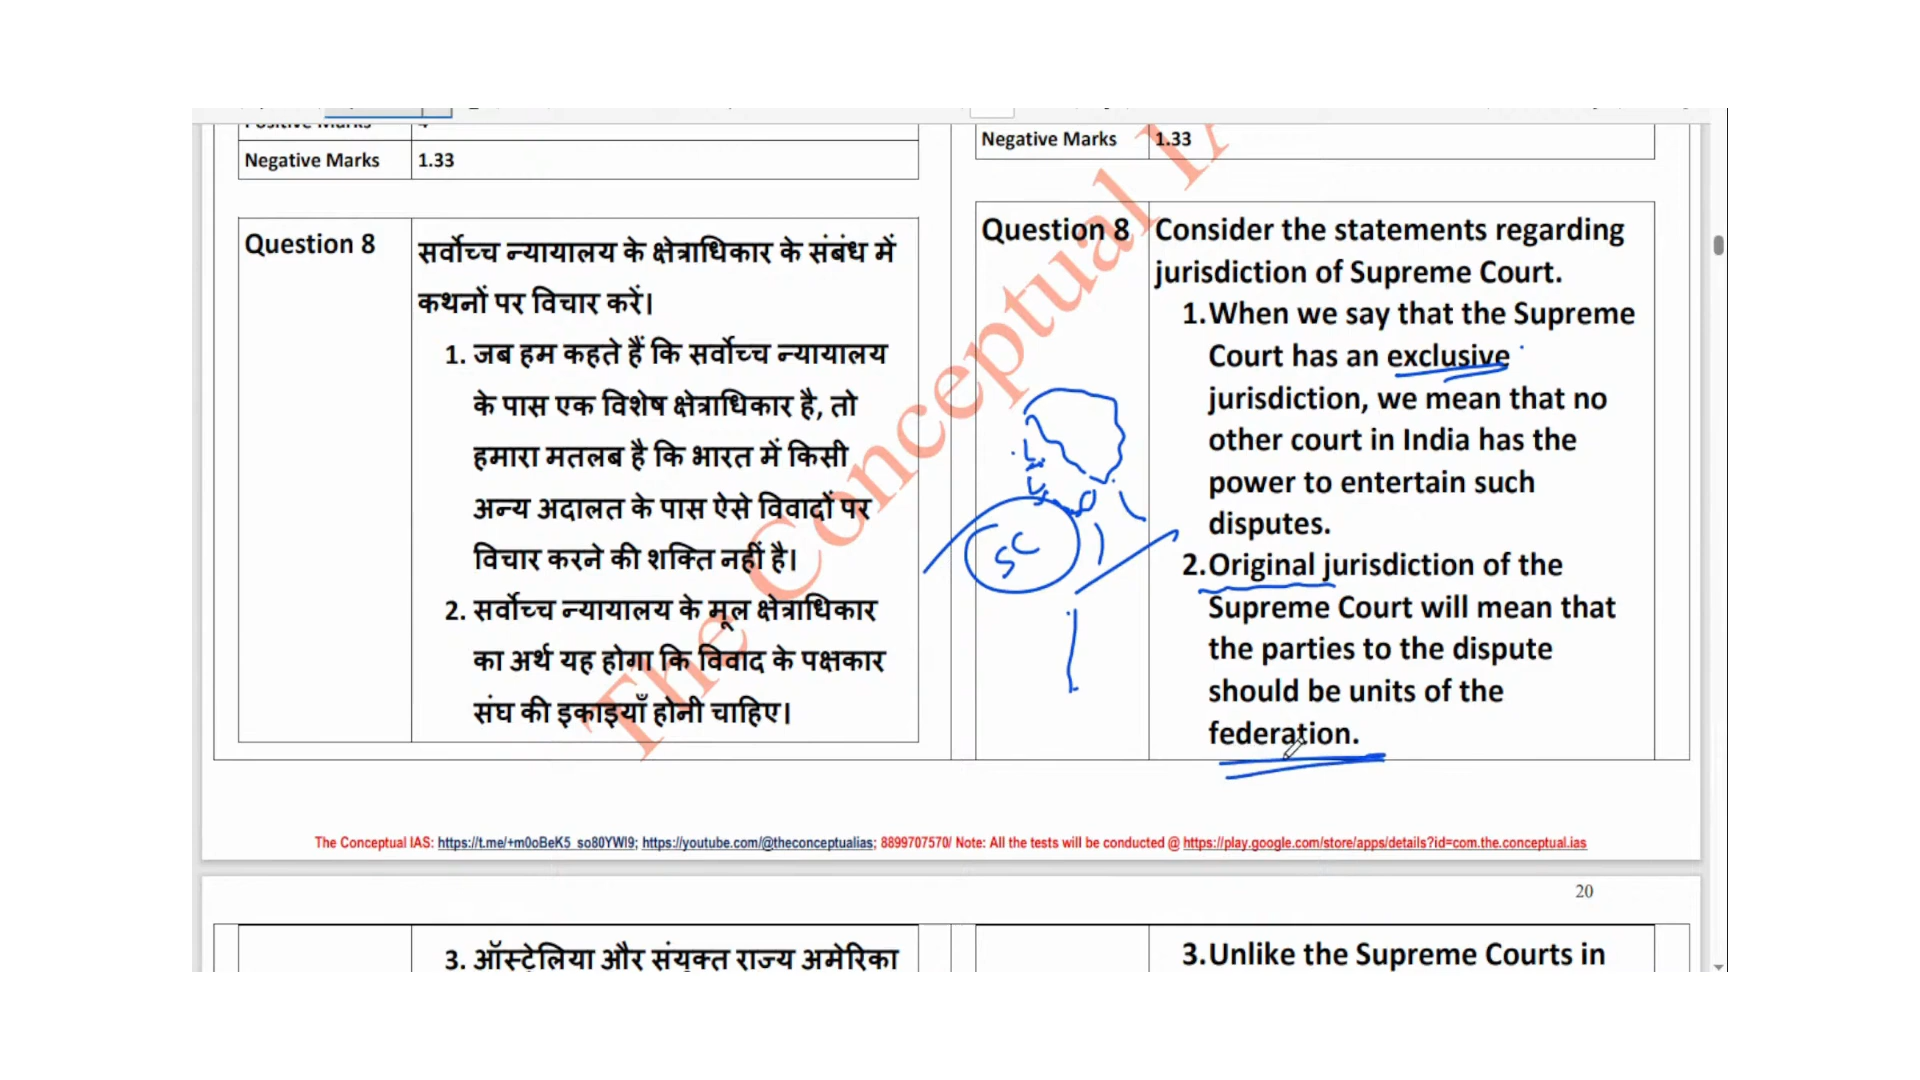 Negative Marks 1.33
Question 8
सर्वोच्च न्यायालय के क्षेत्राधिकार के संबंध में
कथनों पर विचार करें।
1. जब हम कहते हैं कि सर्वोच्च न्यायालय
के पास एक विशेष क्षेत्राधिकार है, तो
हमारा मतलब है कि भारत में किसी
अन्य अदालत के पास ऐसे विवादों पर
विचार करने की शक्ति नहीं है।
2. सर्वोच्च न्यायालय के मूल क्षेत्राधिकार
का अर्थ यह होगा कि विवाद के पक्षकार
संघ की इकाइयाँ होनी चाहिए।
Negative Marks 1.33
Question 8
Consider the statements regarding
jurisdiction of Supreme Court.
1.When we say that the Supreme
Court has an exclusive
jurisdiction, we mean that no
other court in India has the
power to entertain such
disputes.
2.Original jurisdiction of the
Supreme Court will mean that
the parties to the dispute
should be units of the
federation.
SC
The Conceptual IA
The Conceptual IAS: https://t.me/+m0oBeK5_so80YWI9; https://youtube.com/@theconceptualias; 8899707570/ Note: All the tests will be conducted @ https://play.google.com/store/apps/details?id=com.the.conceptual.ias
20
3. ऑस्ट्रेलिया और संयुक्त राज्य अमेरिका
3.Unlike the Supreme Courts in